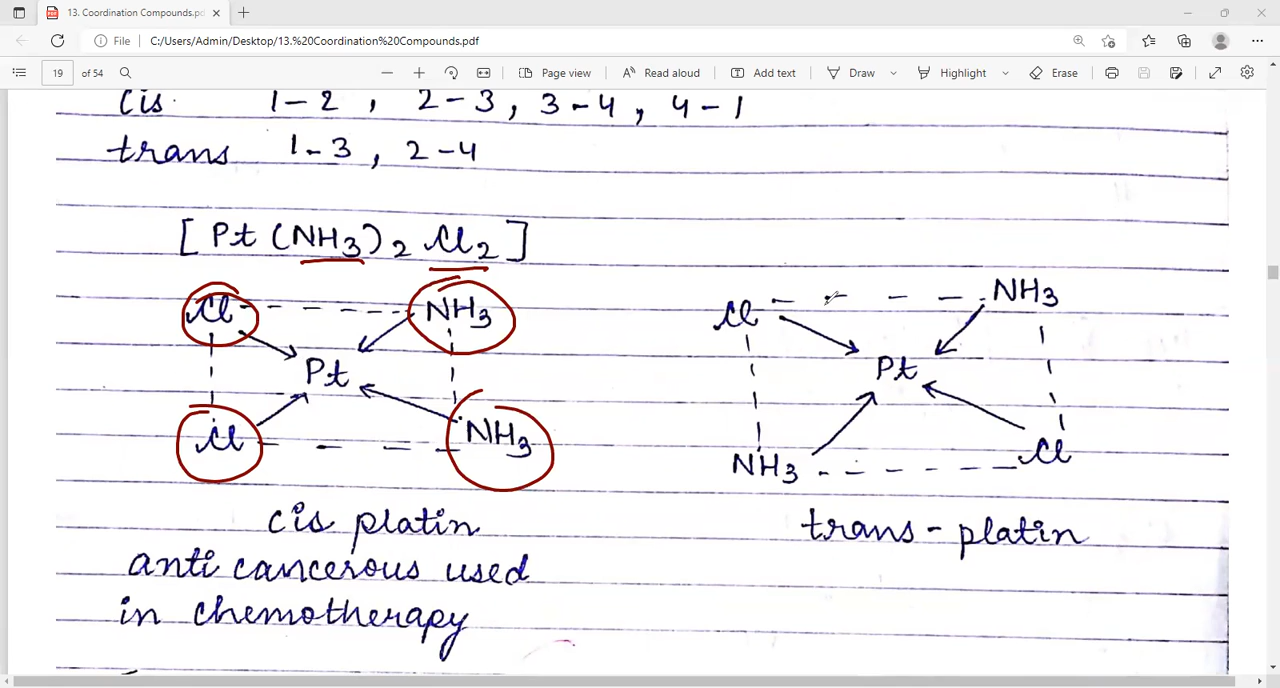 13. Coordination Compounds.pd
File C:/Users/Admin/Desktop/13.%20Coordination%20Compounds.pdf
19 of 54 Page view Read aloud Add text Draw Highlight Erase
Cis 1-2, 2-3, 3-4, 4-1
trans 1-3, 2-4
[Pt(NH3)2 Cl2]
Cl NH3 Cl NH3
Pt Pt
Cl NH3 NH3 Cl
cis platin trans-platin
anti cancerous used
in chemotherapy